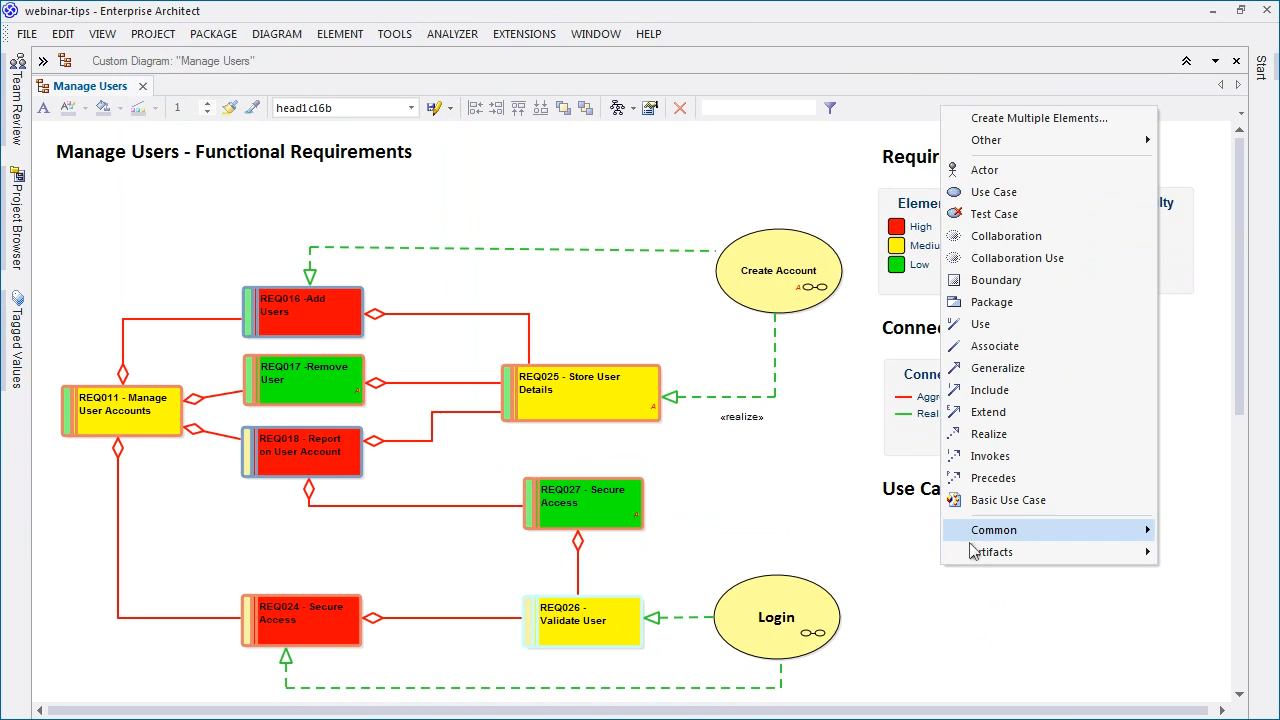 webinar-tips - Enterprise Architect
FILE EDIT VIEW PROJECT PACKAGE DIAGRAM ELEMENT TOOLS ANALYZER EXTENSIONS WINDOW HELP
Custom Diagram: "Manage Users"
Start
Team Review
Project Browser
Tagged Values
Manage Users
1
head1c16b
Manage Users - Functional Requirements
REQ016 -Add
Users
REQ017 -Remove
User
A
REQ011 - Manage
User Accounts
REQ018 - Report
on User Account
REQ025 - Store User
Details
A
Create Account
A
«realize»
REQ027 - Secure
Access
A
REQ024 - Secure
Access
REQ026 -
Validate User
Login
High
Low
Create Multiple Elements...
Other
Actor
Use Case
Test Case
Collaboration
Collaboration Use
Boundary
Package
Use
Associate
Generalize
Include
Extend
Realize
Invokes
Precedes
Basic Use Case
Common
Artifacts